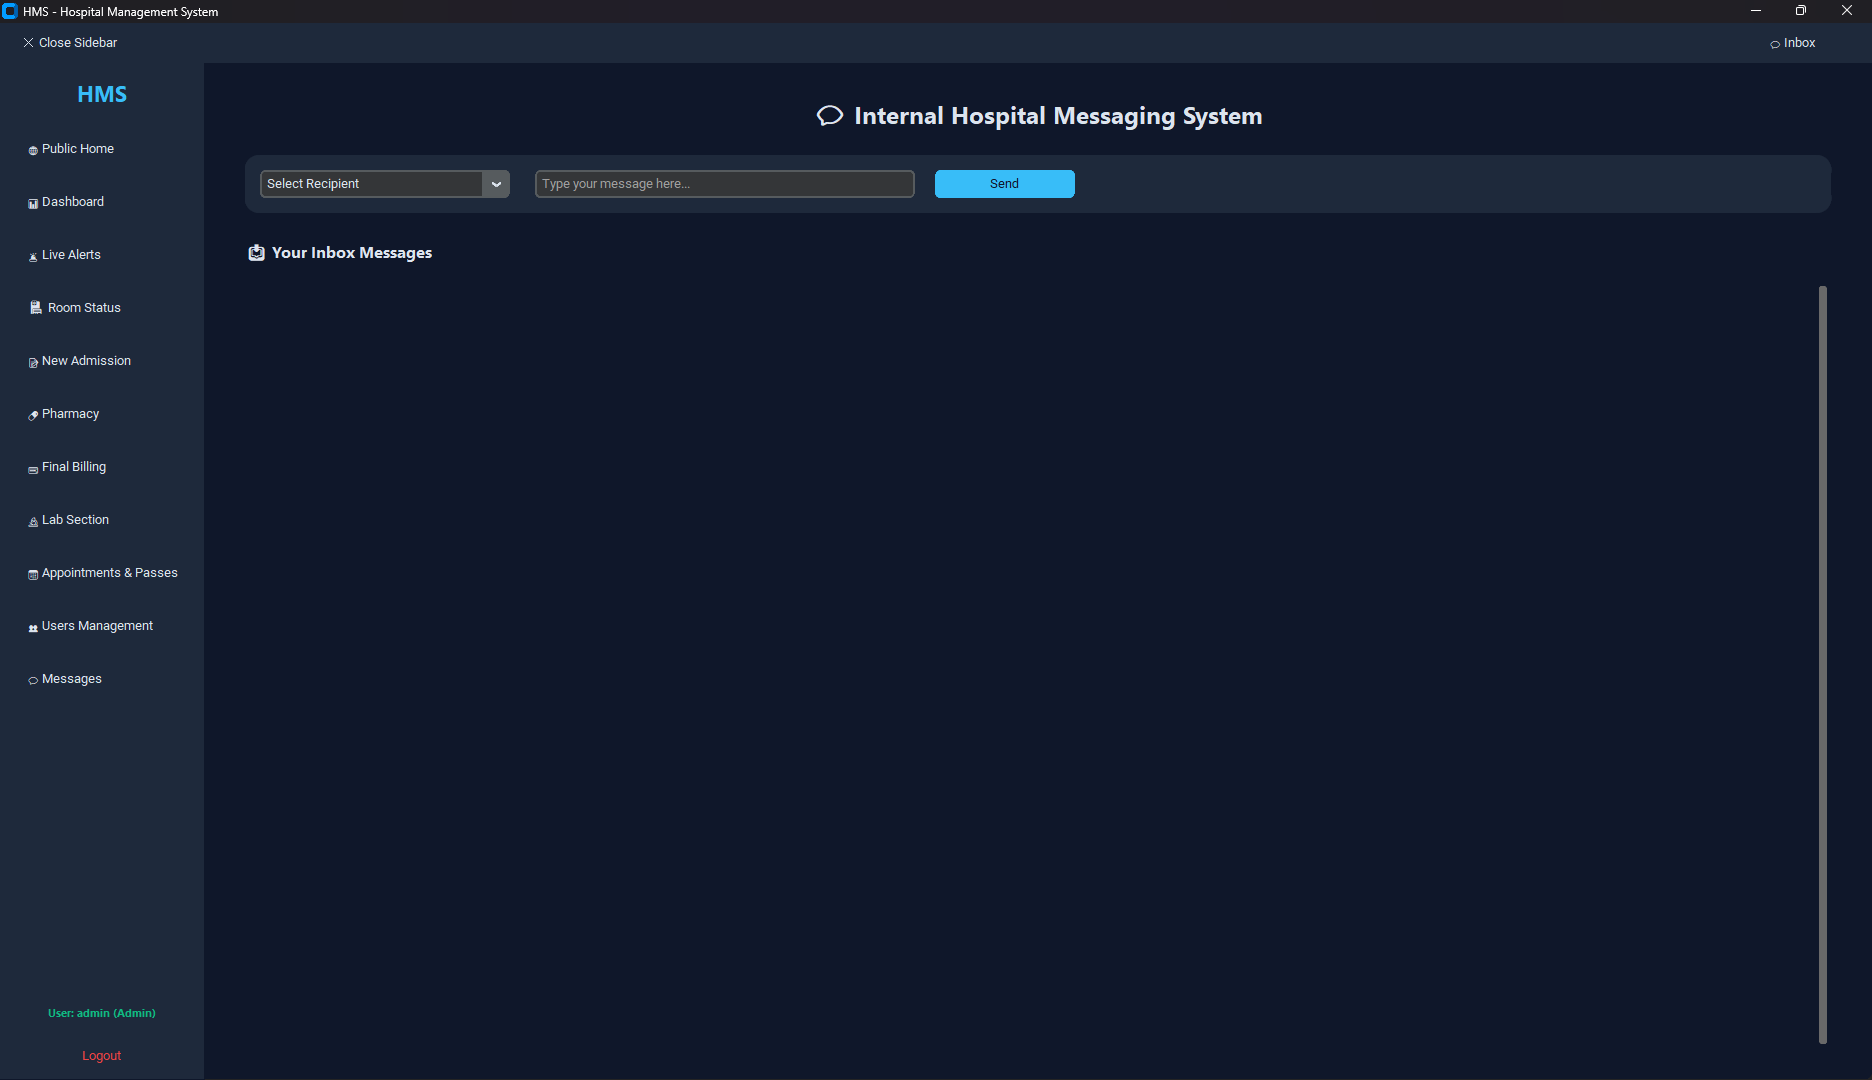 HMS - Hospital Management System
Close Sidebar
Inbox
HMS
Public Home
Dashboard
Live Alerts
Room Status
New Admission
Pharmacy
Final Billing
Lab Section
Appointments & Passes
Users Management
Messages
User: admin (Admin)
Logout
Internal Hospital Messaging System
Select Recipient
Type your message here...
Send
Your Inbox Messages